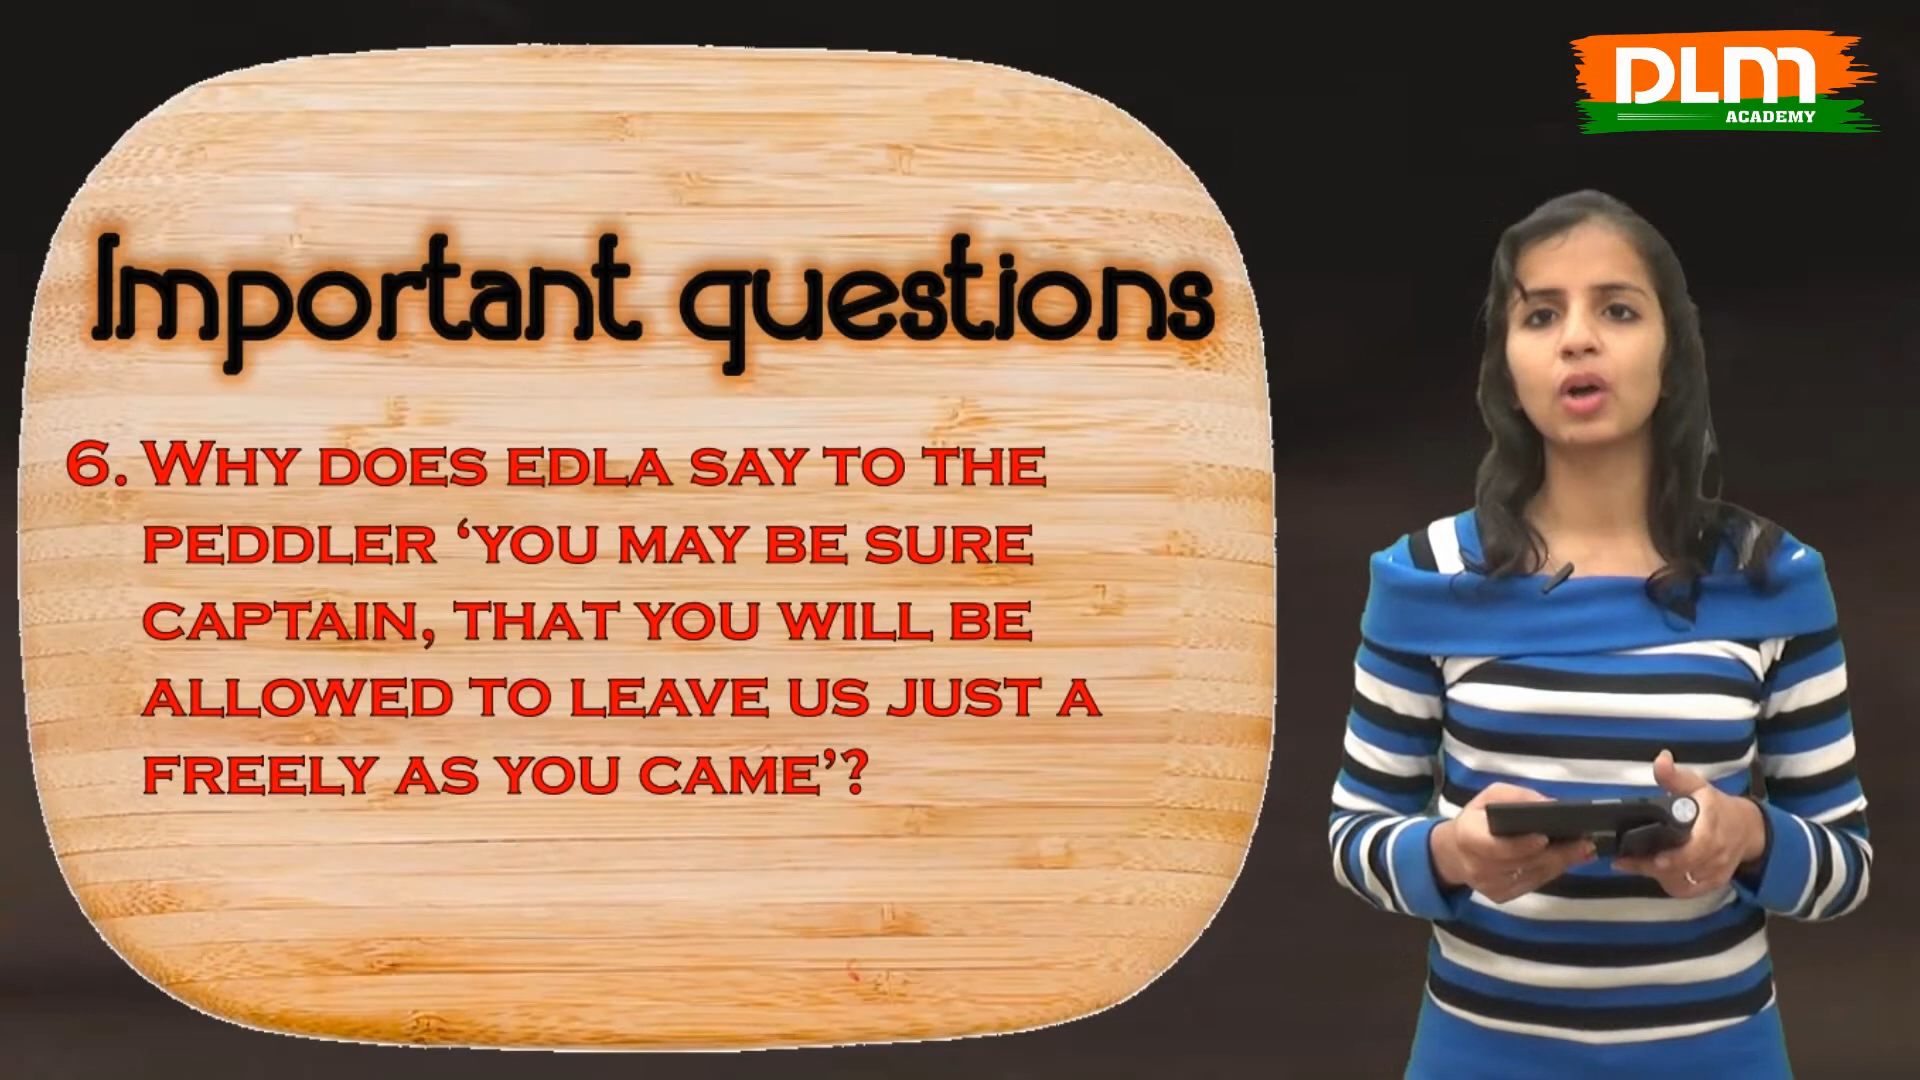 DLM
ACADEMY
Important questions
6. WHY DOES EDLA SAY TO THE
PEDDLER ‘YOU MAY BE SURE
CAPTAIN, THAT YOU WILL BE
ALLOWED TO LEAVE US JUST A
FREELY AS YOU CAME’?